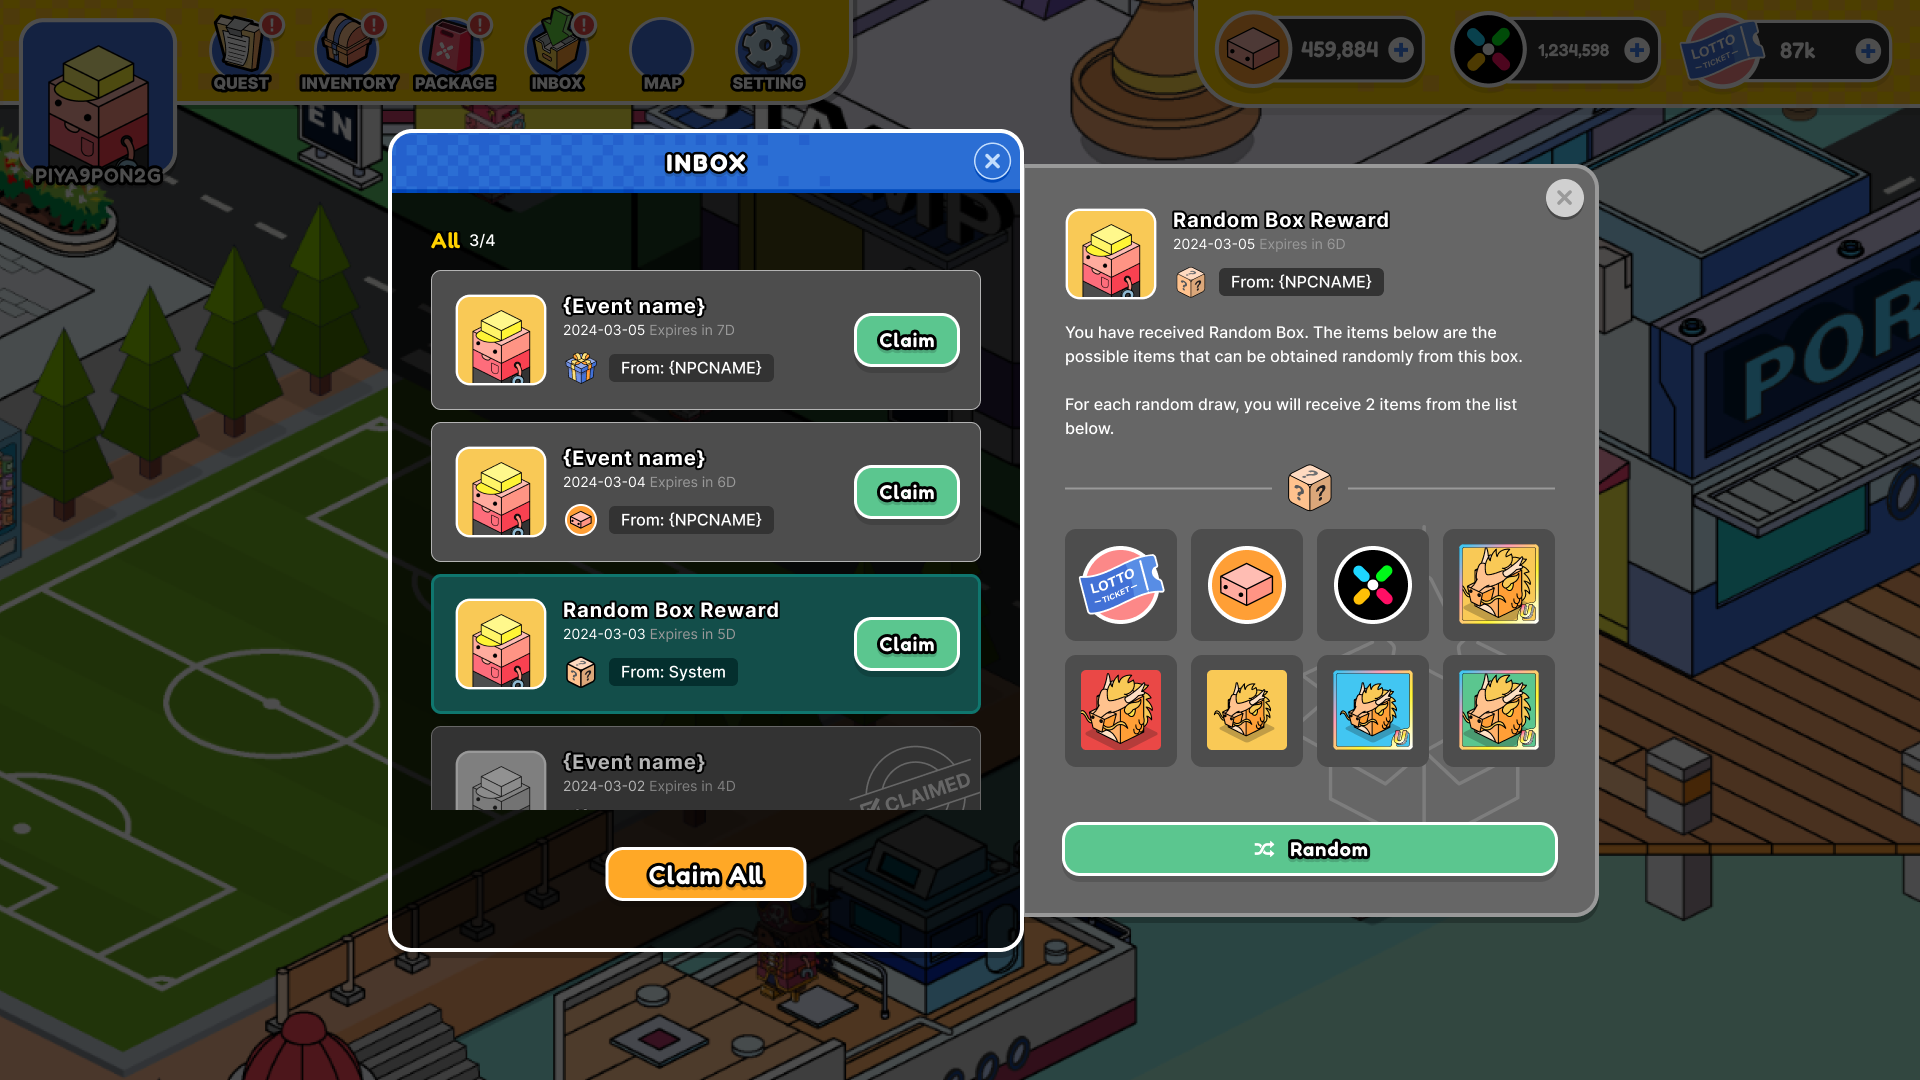 QUEST
INVENTORY
PACKAGE
INBOX
MAP
SETTING
459,884
1,234,598
LOTTO
TICKET
87k
PIYA9PON2G
EN
INBOX
All 3/4
{Event name}
2024-03-05 Expires in 7D
From: {NPCNAME}
Claim
{Event name}
2024-03-04 Expires in 6D
From: {NPCNAME}
Claim
Random Box Reward
2024-03-03 Expires in 5D
From: System
Claim
{Event name}
2024-03-02 Expires in 4D
CLAIMED
Claim All
Random Box Reward
2024-03-05 Expires in 6D
From: {NPCNAME}
You have received Random Box. The items below are the
possible items that can be obtained randomly from this box.
For each random draw, you will receive 2 items from the list
below.
LOTTO
TICKET
Random
POR